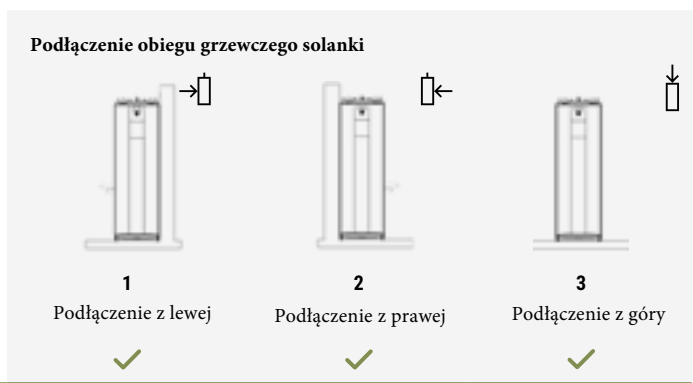 Podłączenie obiegu grzewczego solanki
1
Podłączenie z lewej
2
Podłączenie z prawej
3
Podłączenie z góry